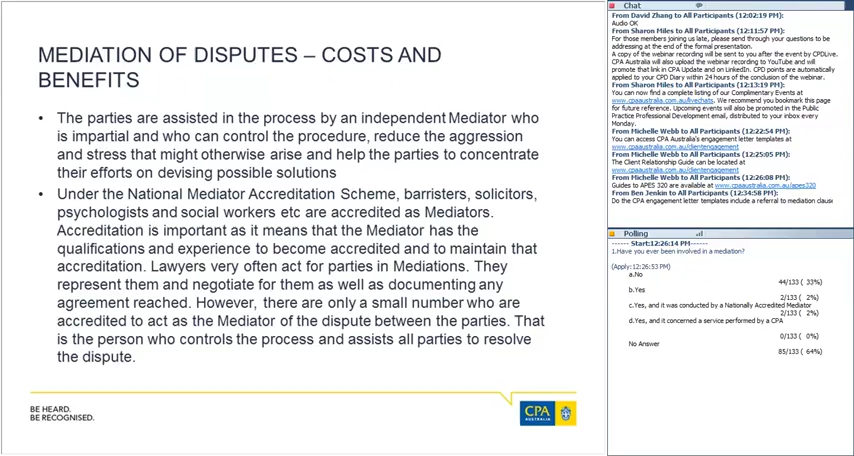 MEDIATION OF DISPUTES – COSTS AND
BENEFITS
• The parties are assisted in the process by an independent Mediator who
is impartial and who can control the procedure, reduce the aggression
and stress that might otherwise arise and help the parties to concentrate
their efforts on devising possible solutions
• Under the National Mediator Accreditation Scheme, barristers, solicitors,
psychologists and social workers etc are accredited as Mediators.
Accreditation is important as it means that the Mediator has the
qualifications and experience to become accredited and to maintain that
accreditation. Lawyers very often act for parties in Mediations. They
represent them and negotiate for them as well as documenting any
agreement reached. However, there are only a small number who are
accredited to act as the Mediator of the dispute between the parties. That
is the person who controls the process and assists all parties to resolve
the dispute.
BE HEARD.
BE RECOGNISED.
CPA
AUSTRALIA
Chat
From David Zhang to All Participants (12:02:19 PM):
Audio OK
From Sharon Miles to All Participants (12:11:57 PM):
For those members joining us late, please send through your questions to be
addressing at the end of the formal presentation.
A copy of the webinar recording will be sent to you after the event by CPDLive.
CPA Australia will also upload the webinar recording to YouTube and will
promote that link in CPA Update and on LinkedIn. CPD points are automatically
applied to your CPD Diary within 24 hours of the conclusion of the webinar.
From Sharon Miles to All Participants (12:13:19 PM):
You can now find a complete listing of our Complimentary Events at
www.cpaaustralia.com.au/livechats. We recommend you bookmark this page
for future reference. Upcoming events will also be promoted in the Public
Practice Professional Development email, distributed to your inbox every
Monday.
From Michelle Webb to All Participants (12:22:54 PM):
You can access CPA Australia's engagement letter templates at
www.cpaaustralia.com.au/clientengagement
From Michelle Webb to All Participants (12:25:05 PM):
The Client Relationship Guide can be located at
www.cpaaustralia.com.au/clientengagement
From Michelle Webb to All Participants (12:26:08 PM):
Guides to APES 320 are available at www.cpaaustralia.com.au/apes320
From Ben Jenkin to All Participants (12:34:58 PM):
Do the CPA engagement letter templates include a referral to mediation clause
Polling
------ Start:12:26:14 PM------
1.Have you ever been involved in a mediation?
(Apply:12:26:53 PM)
a.No
44/133 ( 33%)
b.Yes
2/133 ( 2%)
c.Yes, and it was conducted by a Nationally Accredited Mediator
2/133 ( 2%)
d.Yes, and it concerned a service performed by a CPA
0/133 ( 0%)
No Answer
85/133 ( 64%)